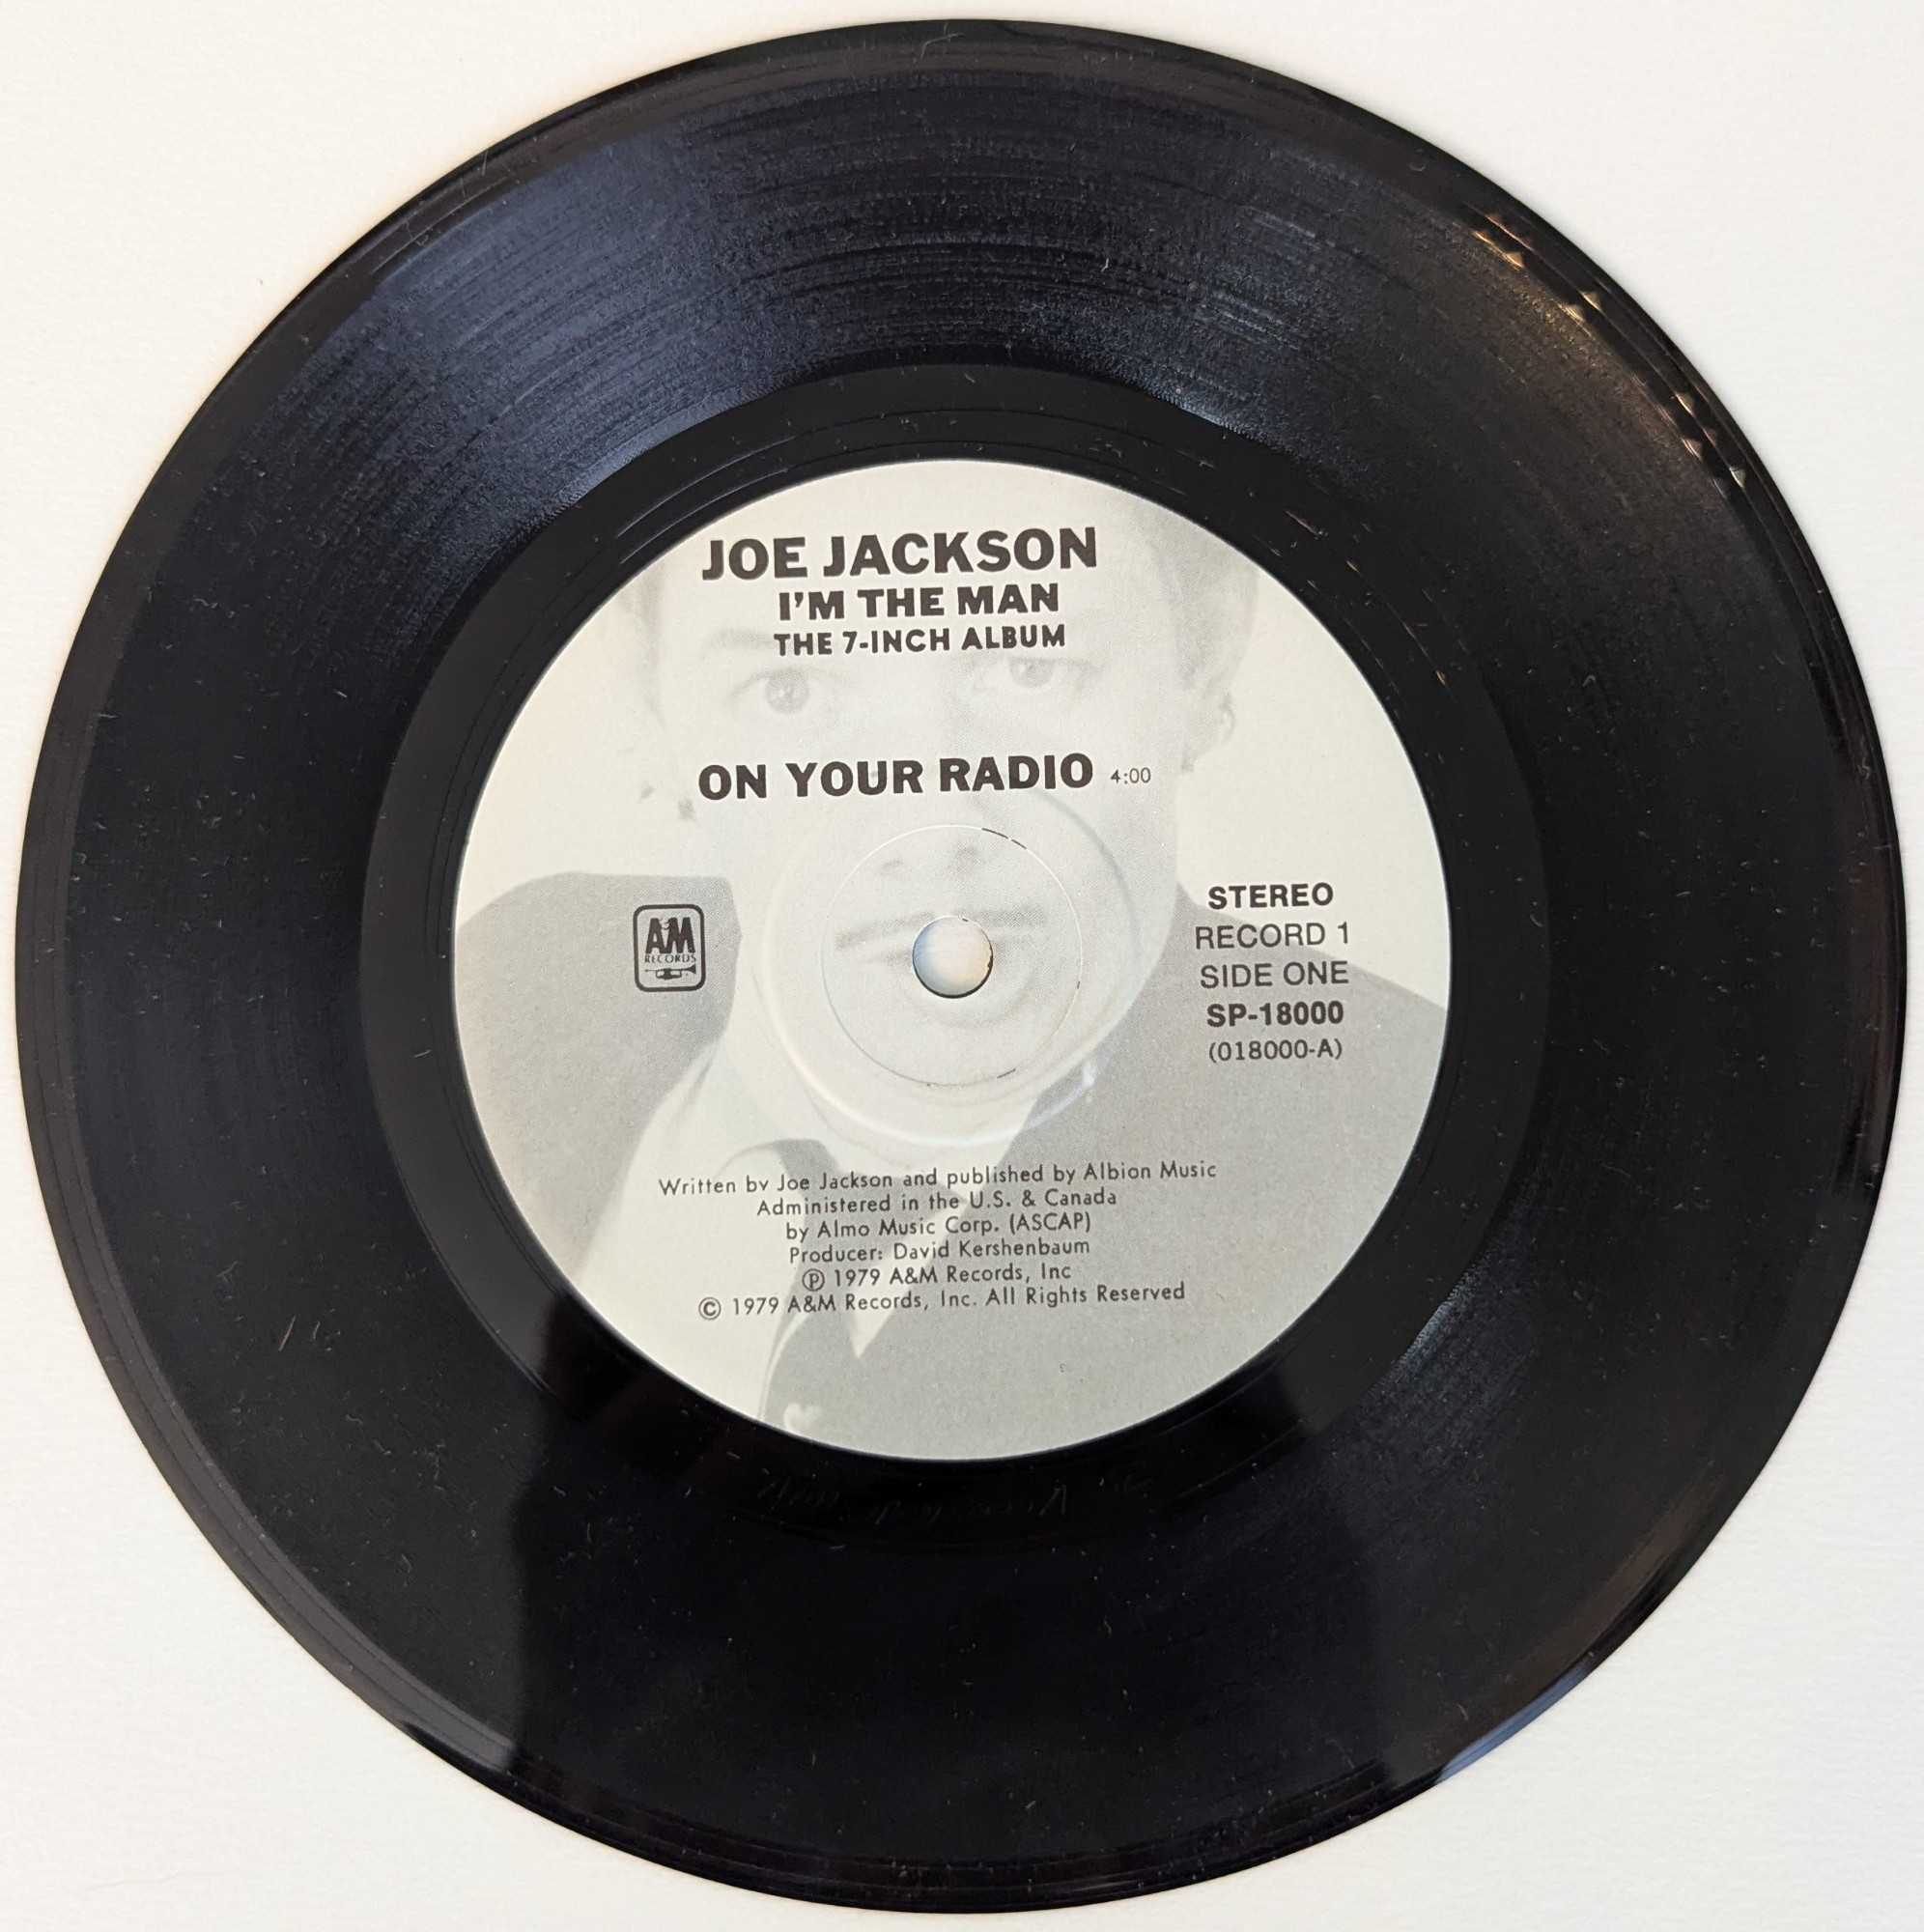 JOE JACKSON
I'M THE MAN
THE 7-INCH ALBUM
ON YOUR RADIO 4:00
A&M
RECORDS
STEREO
RECORD 1
SIDE ONE
SP-18000
(018000-A)
Written by Joe Jackson and published by Albion Music
Administered in the U.S. & Canada
by Almo Music Corp. (ASCAP)
Producer: David Kershenbaum
℗ 1979 A&M Records, Inc
© 1979 A&M Records, Inc. All Rights Reserved